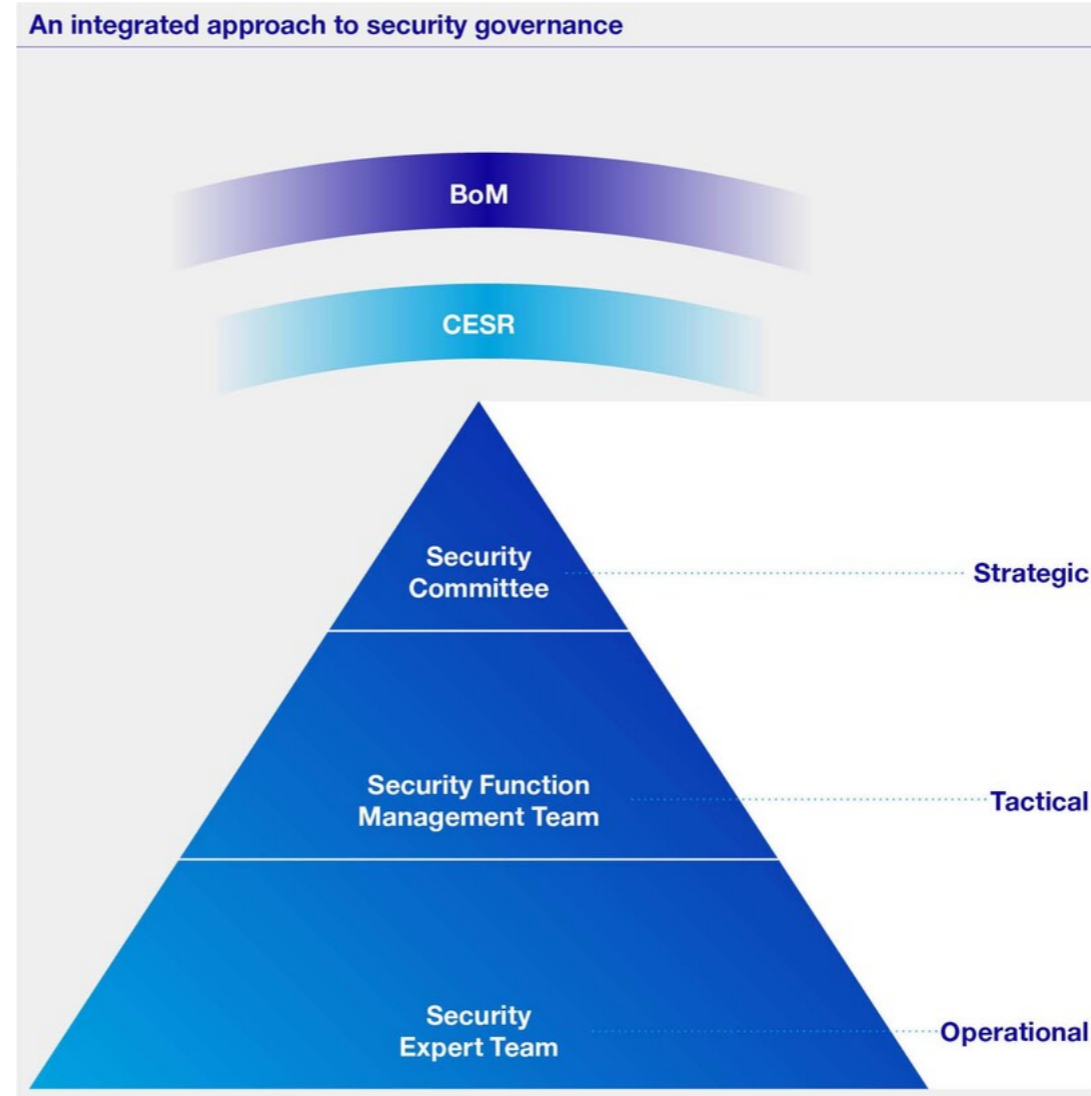 An integrated approach to security governance
BoM
CESR
Security
Committee
Strategic
Security Function
Management Team
Tactical
Security
Expert Team
Operational